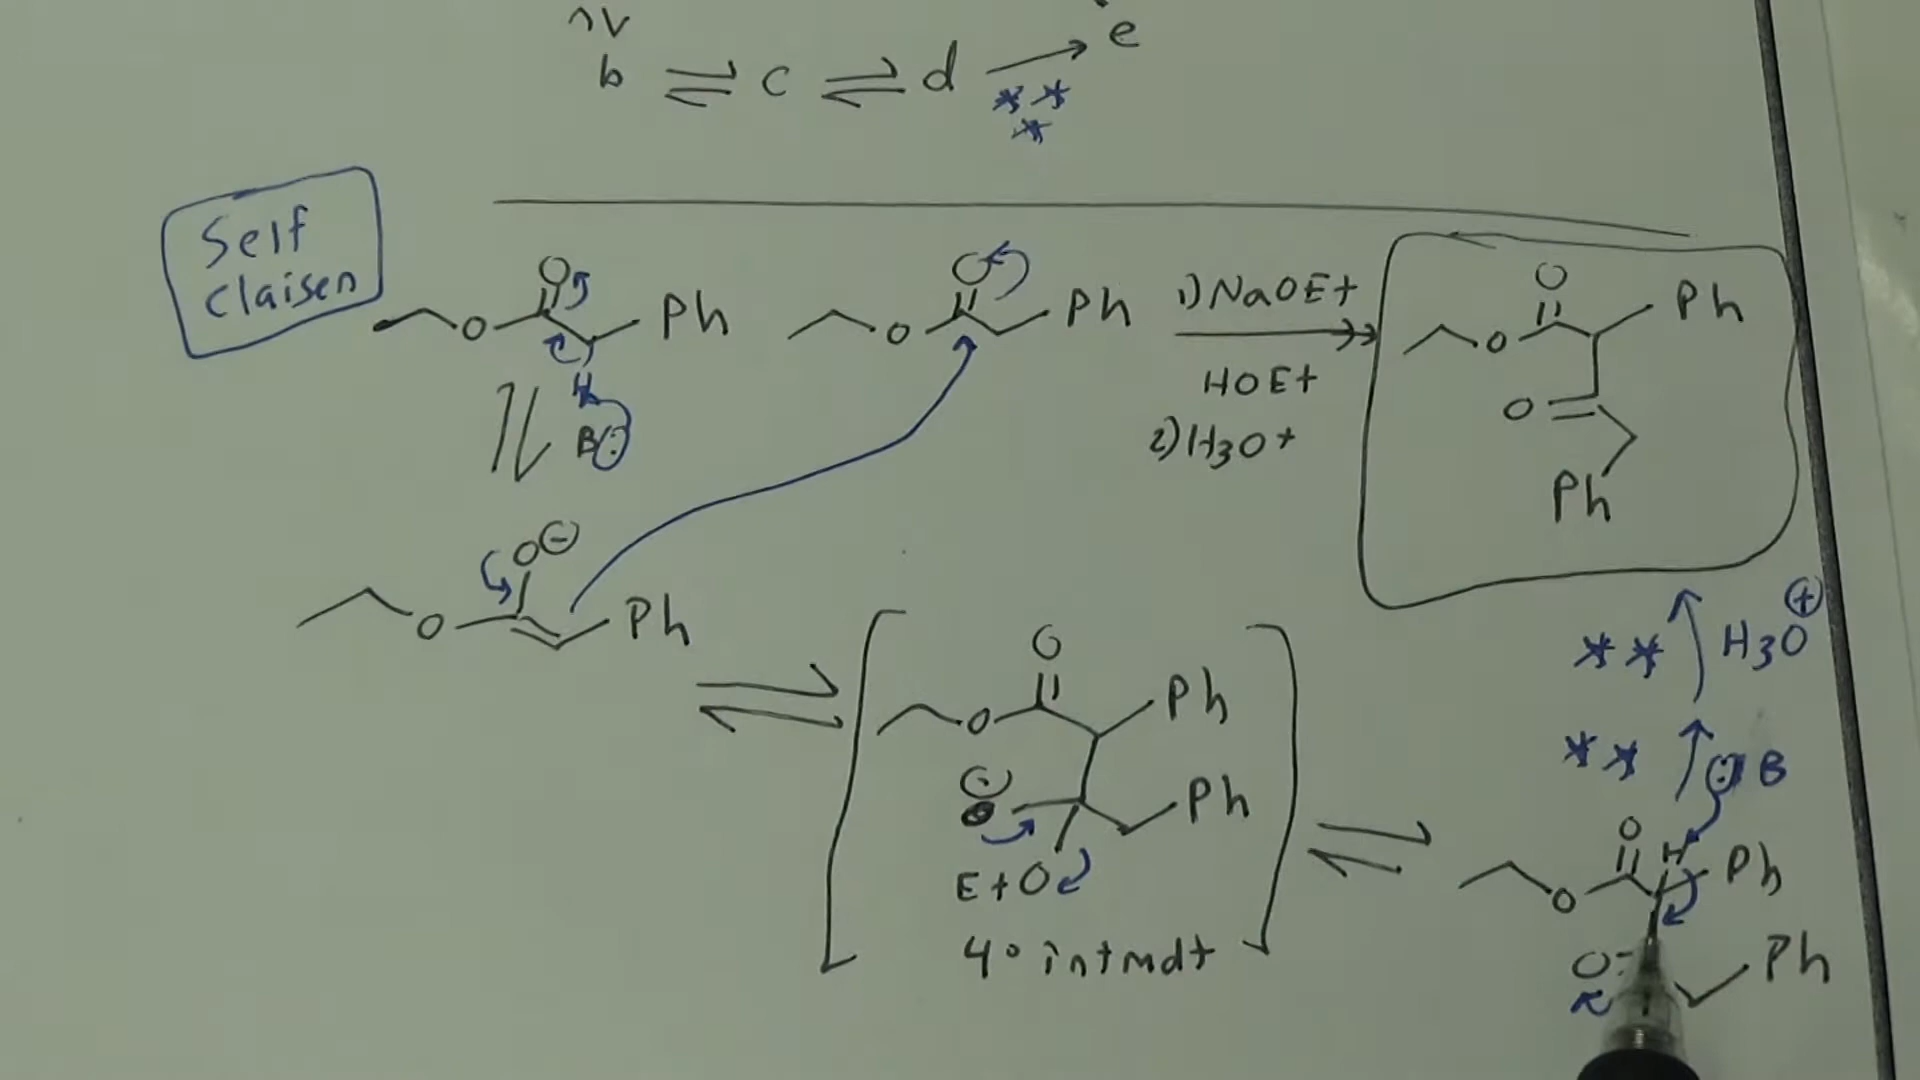 b ⇌ c ⇌ d → e
* *
*
Self
Claisen
O
O
O
O Ph
O Ph
1) NaOEt
HOEt
2) H3O+
O Ph
O
Ph
H
B:
O⊖
O Ph
O
O Ph
⊖
O Ph
EtO
4° intmdt
* * H3O⊕
* * :B
O H
O Ph
O Ph